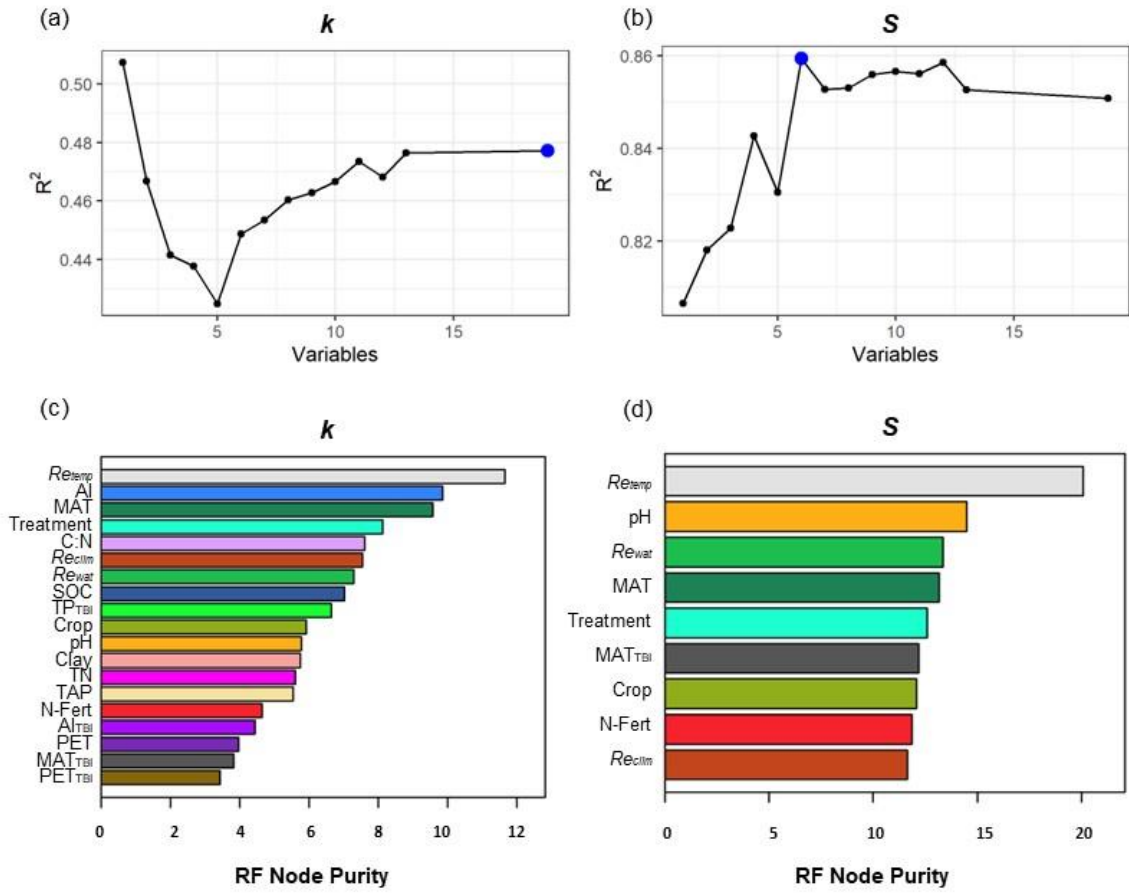 (a)
k
R2
0.50
0.48
0.46
0.44
5
10
15
Variables
(b)
S
R2
0.86
0.84
0.82
5
10
15
Variables
(c)
k
Retemp
AI
MAT
Treatment
C:N
Reclim
Rewat
SOC
TPTBI
Crop
pH
Clay
TN
TAP
N-Fert
AITBI
PET
MATTBI
PETTBI
0 2 4 6 8 10 12
RF Node Purity
(d)
S
Retemp
pH
Rewat
MAT
Treatment
MATTBI
Crop
N-Fert
Reclim
0 5 10 15 20
RF Node Purity